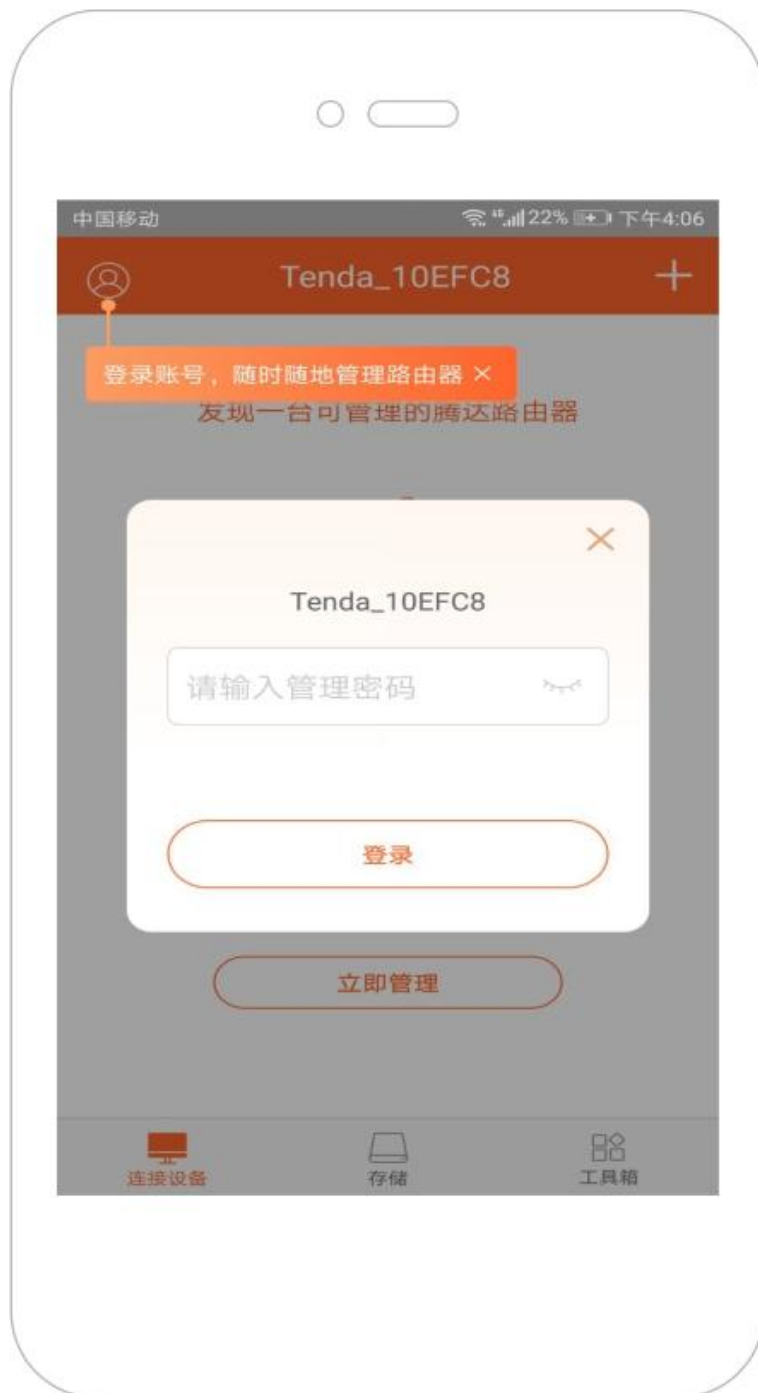 中国移动 4G 22% 下午4:06
Tenda_10EFC8
登录账号，随时随地管理路由器
发现一台可管理的腾达路由器
Tenda_10EFC8
请输入管理密码
登录
立即管理
连接设备 存储 工具箱